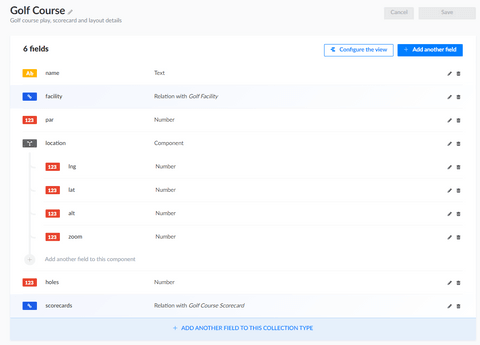 Golf Course
Cancel
Save
Golf course play, scorecard and layout details
6 fields
Configure the view
+ Add another field
Ab name Text
facility Relation with Golf Facility
123 par Number
location Component
123 lng Number
123 lat Number
123 alt Number
123 zoom Number
+ Add another field to this component
123 holes Number
scorecards Relation with Golf Course Scorecard
+ ADD ANOTHER FIELD TO THIS COLLECTION TYPE